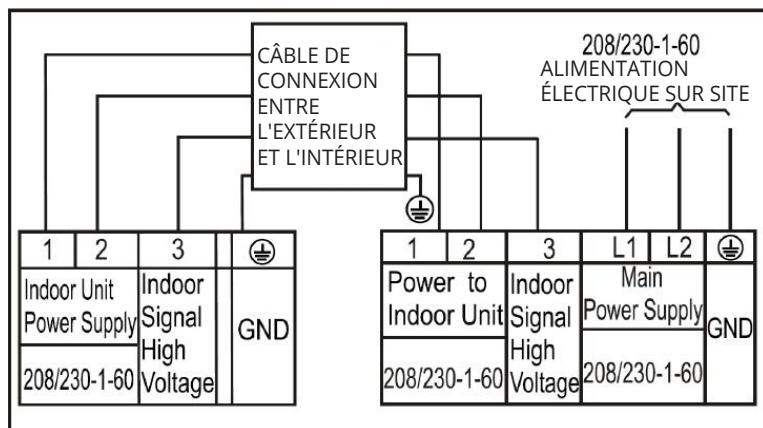 CÂBLE DE
CONNEXION
ENTRE
L'EXTÉRIEUR
ET L'INTÉRIEUR
208/230-1-60
ALIMENTATION
ÉLECTRIQUE SUR SITE
1 2 3
Indoor Unit
Power Supply
208/230-1-60
Indoor
Signal
High
Voltage
GND
1 2 3 L1 L2
Power to
Indoor Unit
208/230-1-60
Indoor
Signal
High
Voltage
Main
Power Supply
208/230-1-60
GND